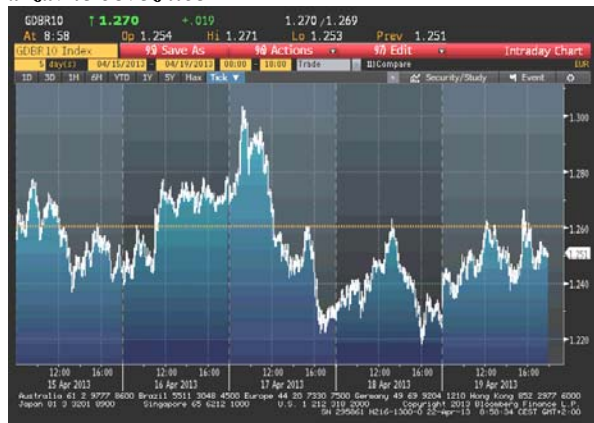 GDBR10 ↑ 1.270 +.019 1.270 /1.269
At 8:58 Op 1.254 Hi 1.271 Lo 1.253 Prev 1.251
GDBR10 Index 99 Save As 98 Actions 97 Edit Intraday Chart
5 day(s) 04/15/2013 - 04/19/2013 00:00 - 18:00 Trade Compare EUR
1D 3D 1M 6M YTD 1Y 5Y Max Tick ▼ Security/Study Event
1.300
1.280
1.260
1.251
1.240
1.220
12:00 16:00 12:00 16:00 12:00 16:00 12:00 16:00 12:00 16:00
15 Apr 2013 16 Apr 2013 17 Apr 2013 18 Apr 2013 19 Apr 2013
Australia 61 2 9777 8600 Brazil 5511 3048 4500 Europe 44 20 7330 7500 Germany 49 69 9204 1210 Hong Kong 852 2977 6000
Japan 81 3 3201 8900 Singapore 65 6212 1000 U.S. 1 212 318 2000 Copyright 2013 Bloomberg Finance L.P.
SN 295861 H216-1300-0 22-Apr-13 8:58:34 CEST GMT+2:00